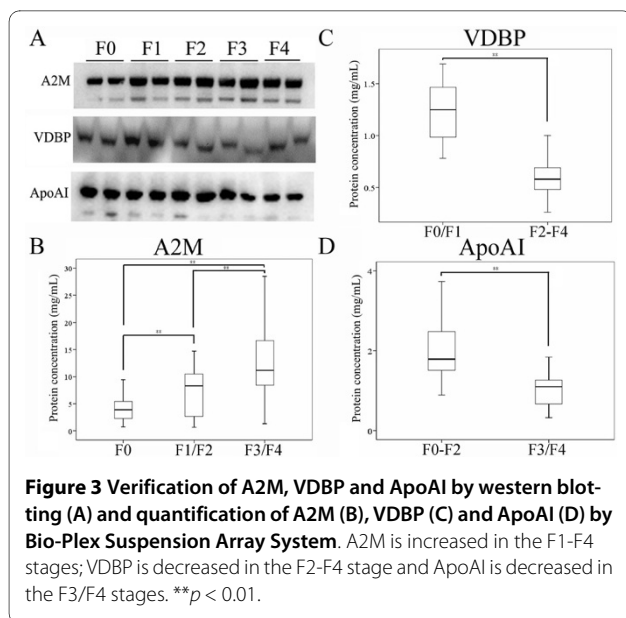 A
F0 F1 F2 F3 F4
A2M
VDBP
ApoAI
C
VDBP
Protein concentration (mg/mL)
1.5
1.0
0.5
**
F0/F1 F2-F4
B
A2M
Protein concentration (mg/mL)
30
25
20
15
10
5
0
**
**
**
F0 F1/F2 F3/F4
D
ApoAI
Protein concentration (mg/mL)
4
2
0
**
F0-F2 F3/F4
Figure 3 Verification of A2M, VDBP and ApoAI by western blot-
ting (A) and quantification of A2M (B), VDBP (C) and ApoAI (D) by
Bio-Plex Suspension Array System. A2M is increased in the F1-F4
stages; VDBP is decreased in the F2-F4 stage and ApoAI is decreased in
the F3/F4 stages. **p < 0.01.